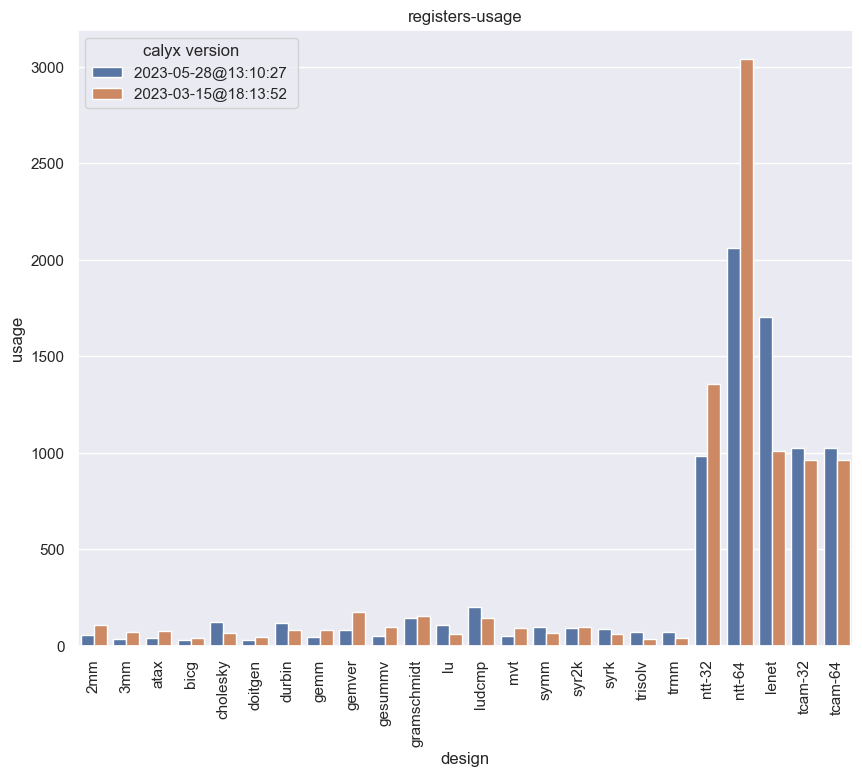 registers-usage
calyx version
2023-05-28@13:10:27
2023-03-15@18:13:52
usage
3000
2500
2000
1500
1000
500
0
2mm
3mm
atax
bicg
cholesky
doitgen
durbin
gemm
gemver
gesummv
gramschmidt
lu
ludcmp
mvt
symm
syr2k
syrk
trisolv
trmm
ntt-32
ntt-64
lenet
tcam-32
tcam-64
design